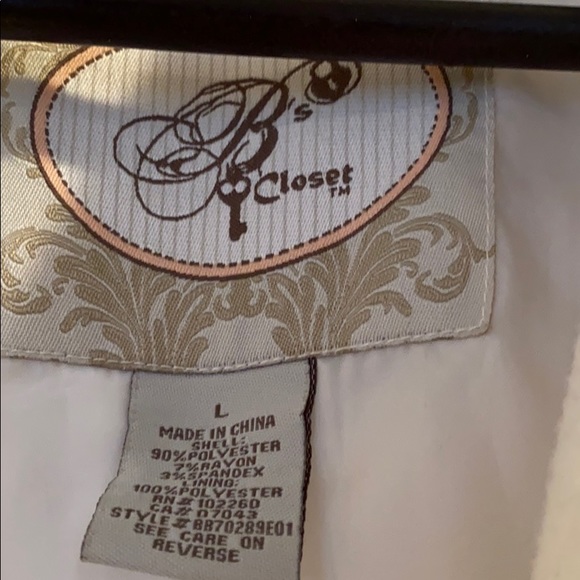 B's
Closet
TM
L
MADE IN CHINA
SHELL:
90%POLYESTER
7%RAYON
3%SPANDEX
LINING:
100%POLYESTER
RN# 102260
CA# 07043
STYLE#BB70289E01
SEE CARE ON
REVERSE